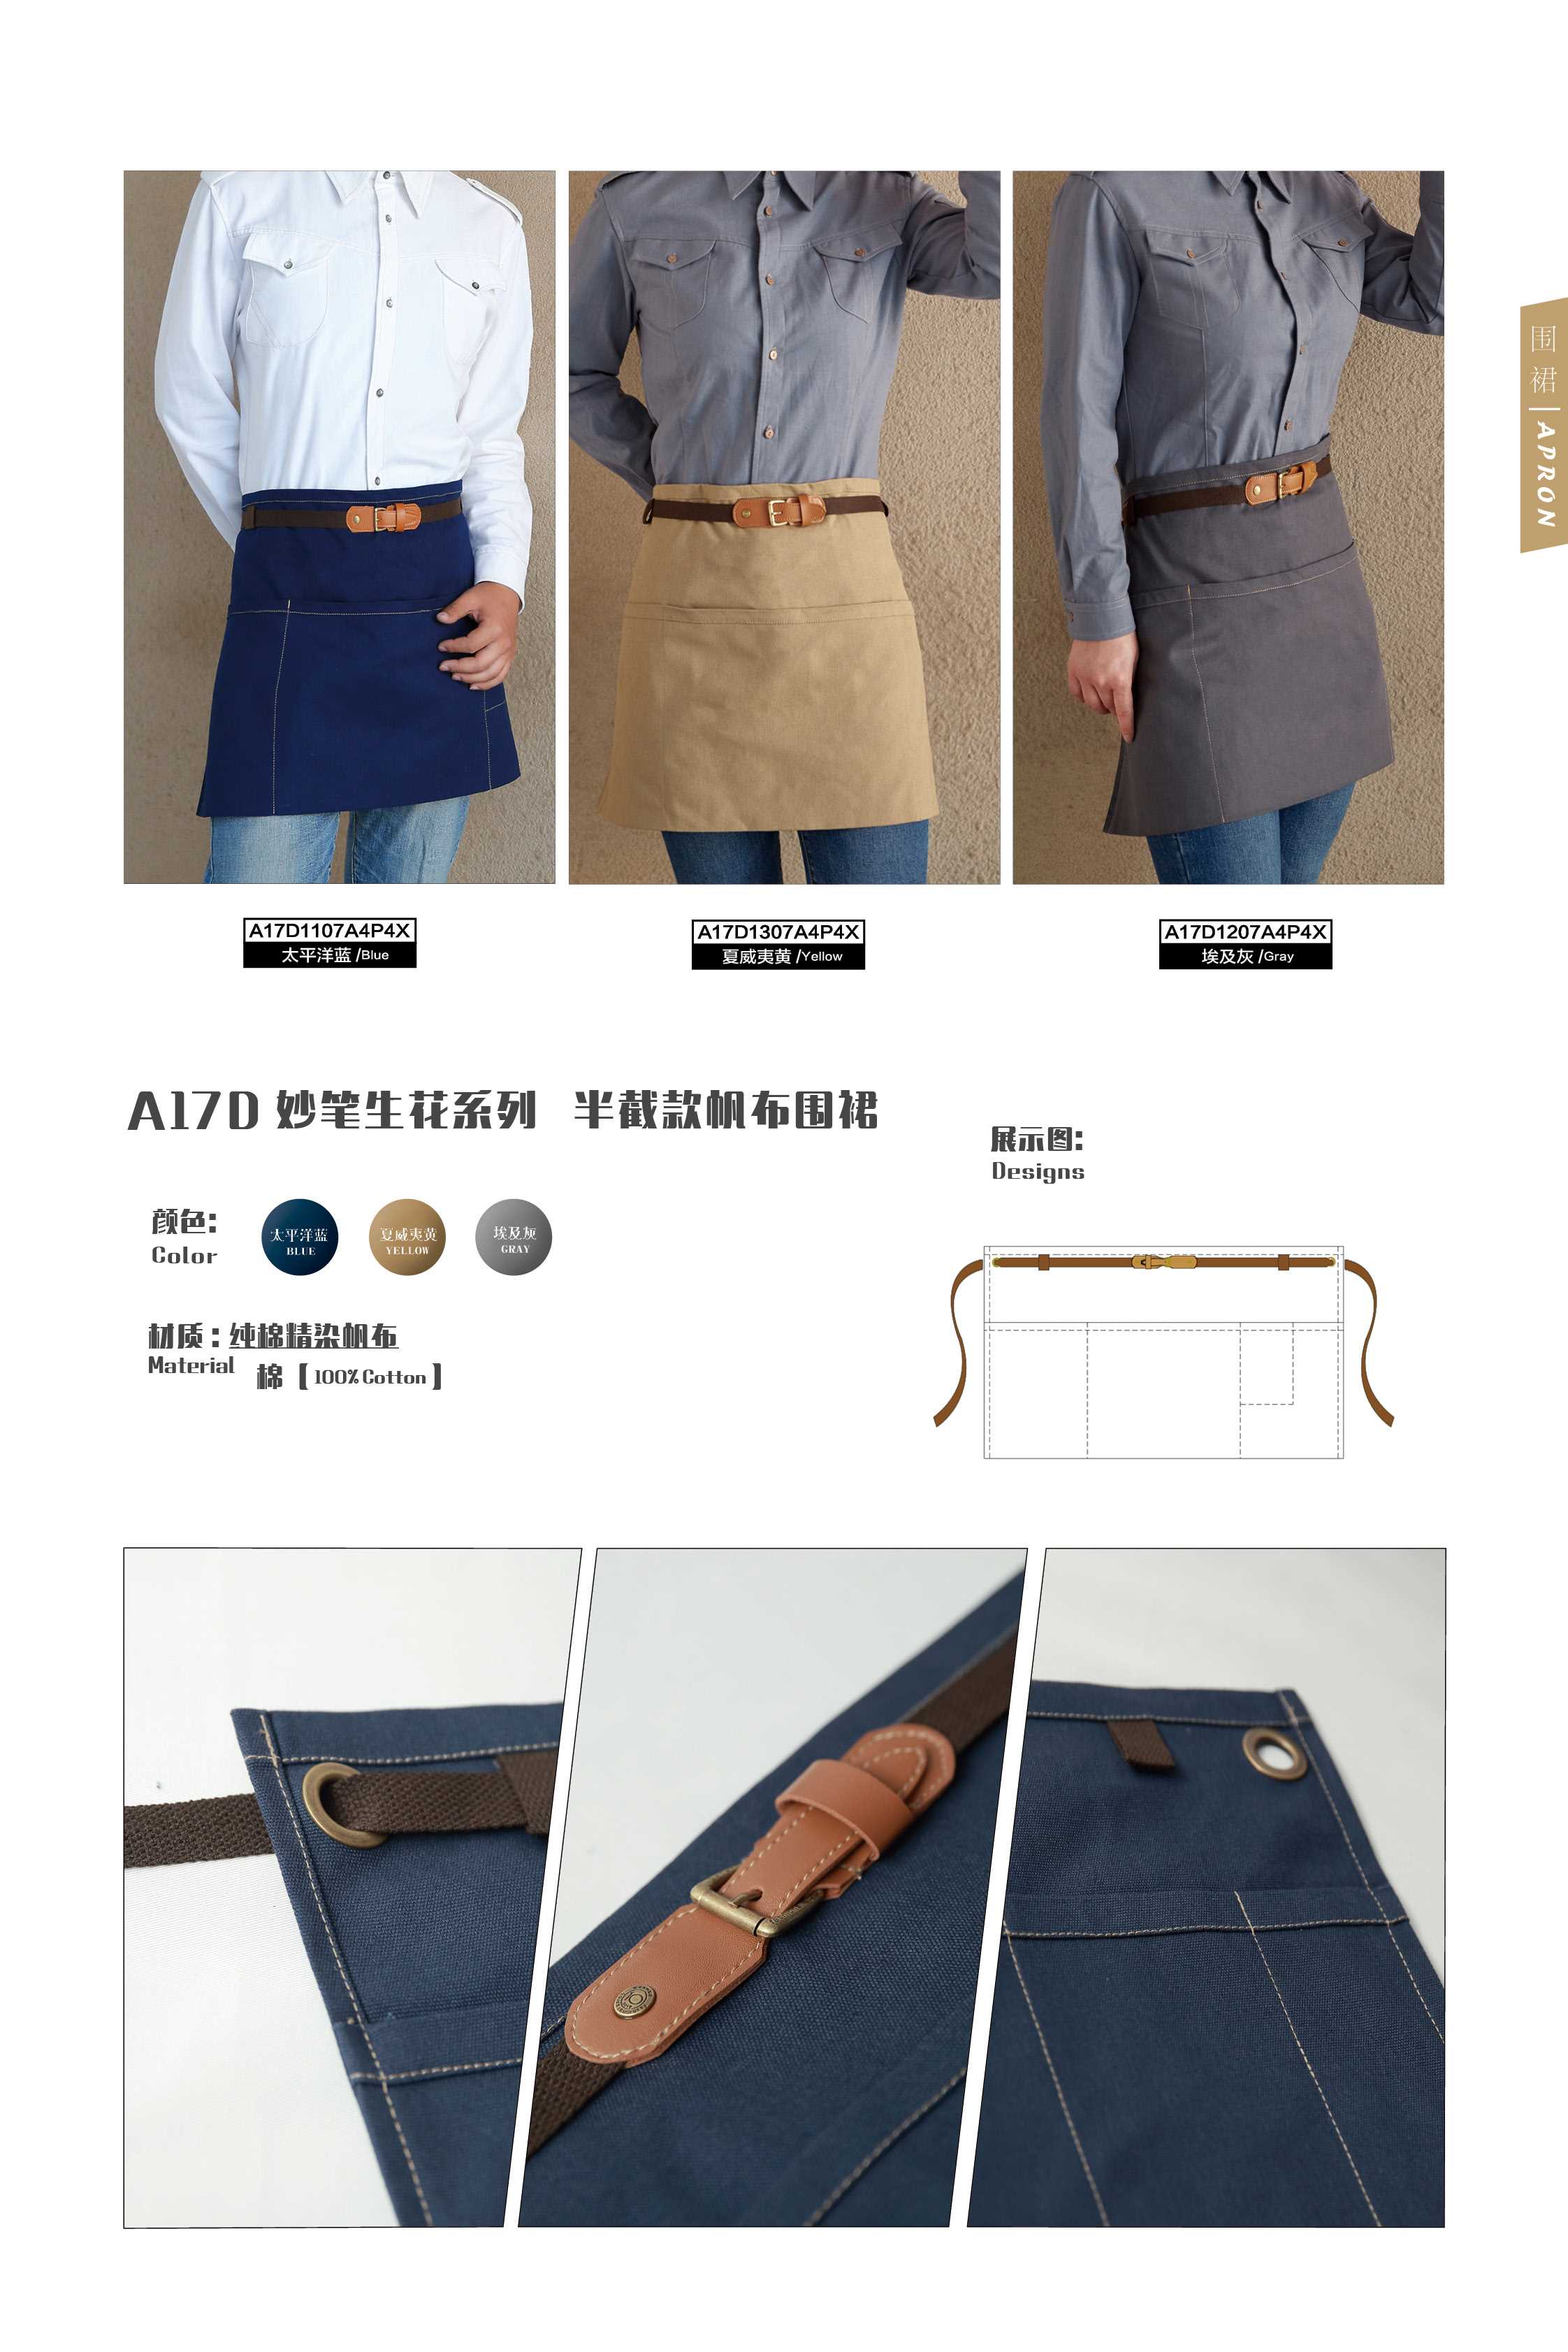 围裙 | APRON
A17D1107A4P4X
太平洋蓝 /Blue
A17D1307A4P4X
夏威夷黄 /Yellow
A17D1207A4P4X
埃及灰 /Gray
A17D 妙笔生花系列 半截款帆布围裙
展示图:
Designs
颜色:
Color
太平洋蓝
BLUE
夏威夷黄
YELLOW
埃及灰
GRAY
材质:纯棉精染帆布
Material
棉【100% Cotton】